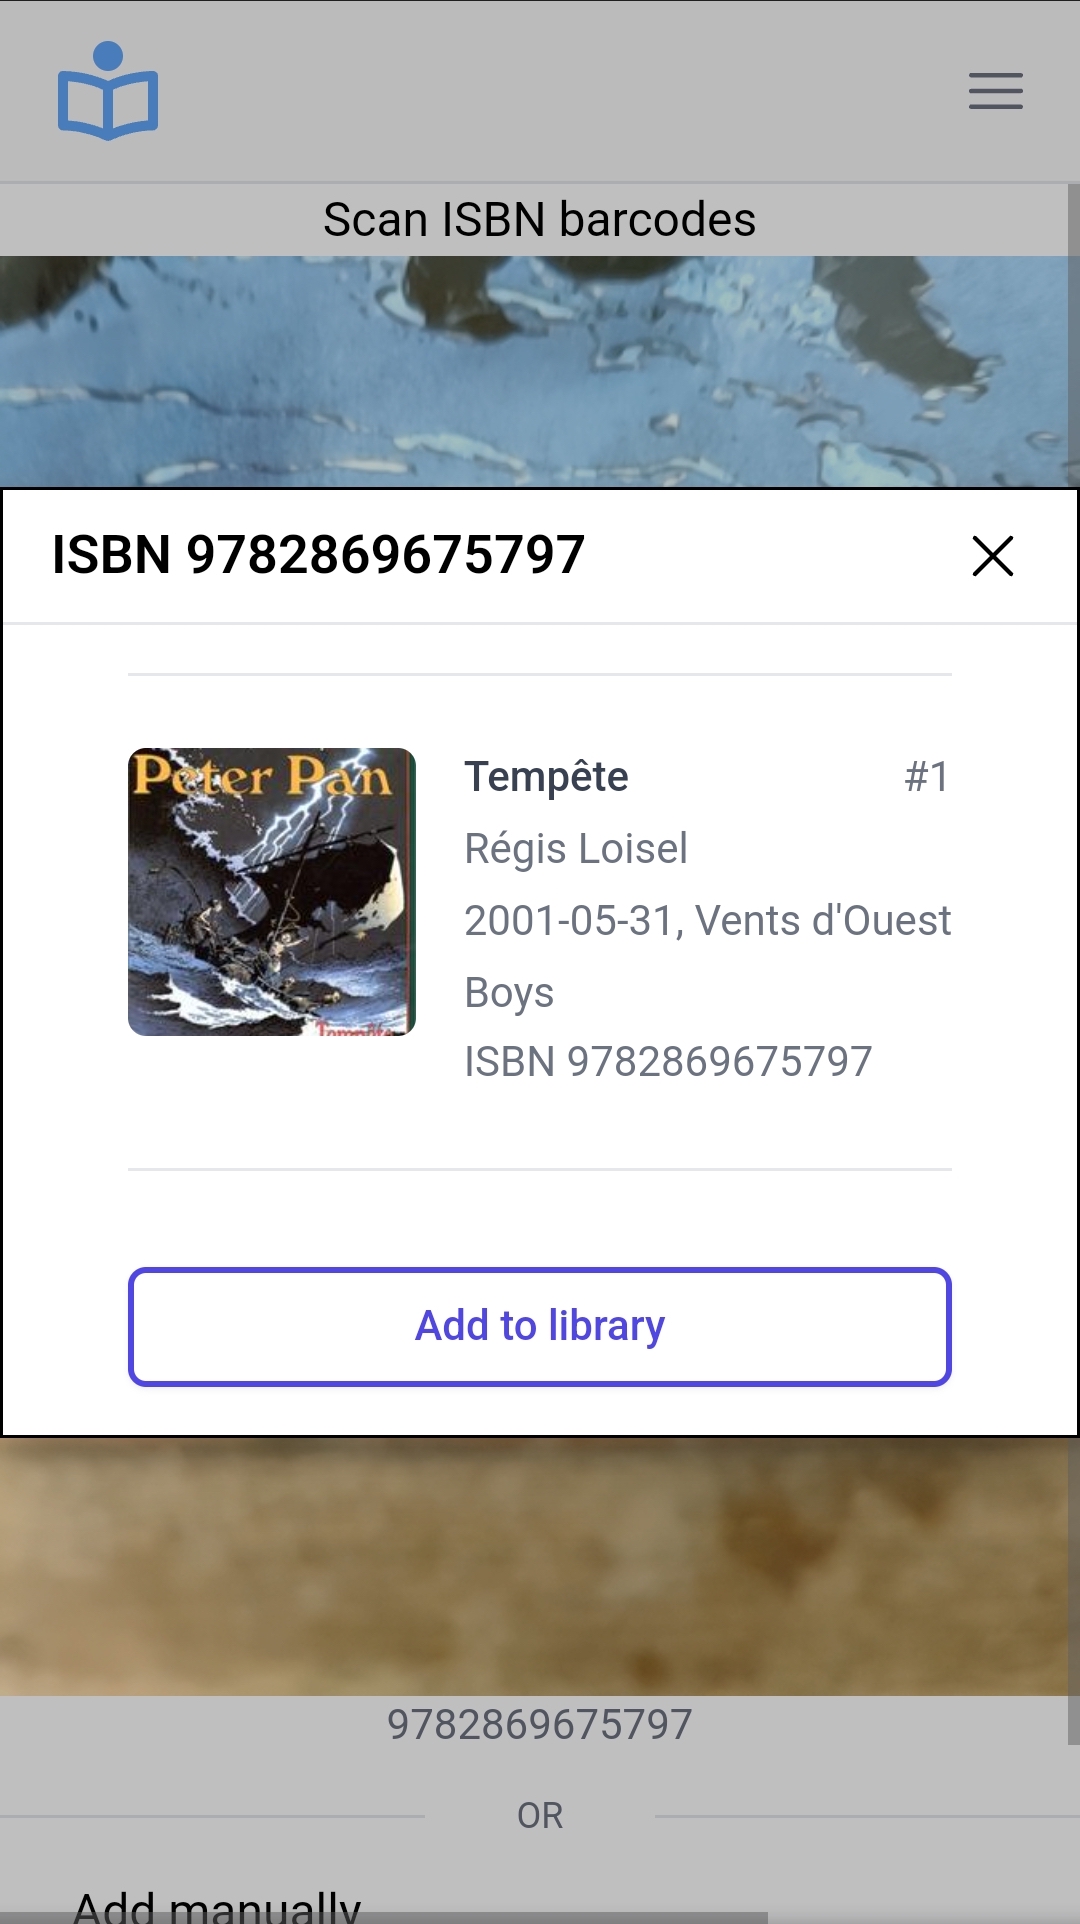 Scan ISBN barcodes
ISBN 9782869675797
Peter Pan
Tempête
Tempête
#1
Régis Loisel
2001-05-31, Vents d'Ouest
Boys
ISBN 9782869675797
Add to library
9782869675797
OR
Add manually